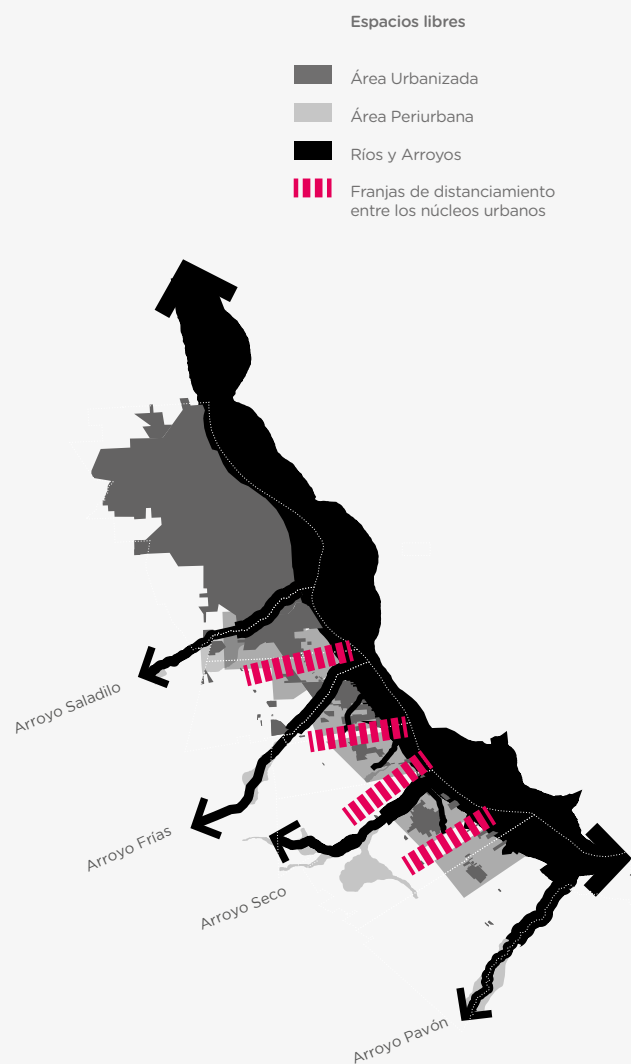 Espacios libres
Área Urbanizada
Área Periurbana
Ríos y Arroyos
Franjas de distanciamiento
entre los núcleos urbanos
Arroyo Saladilo
Arroyo Frías
Arroyo Seco
Arroyo Pavón